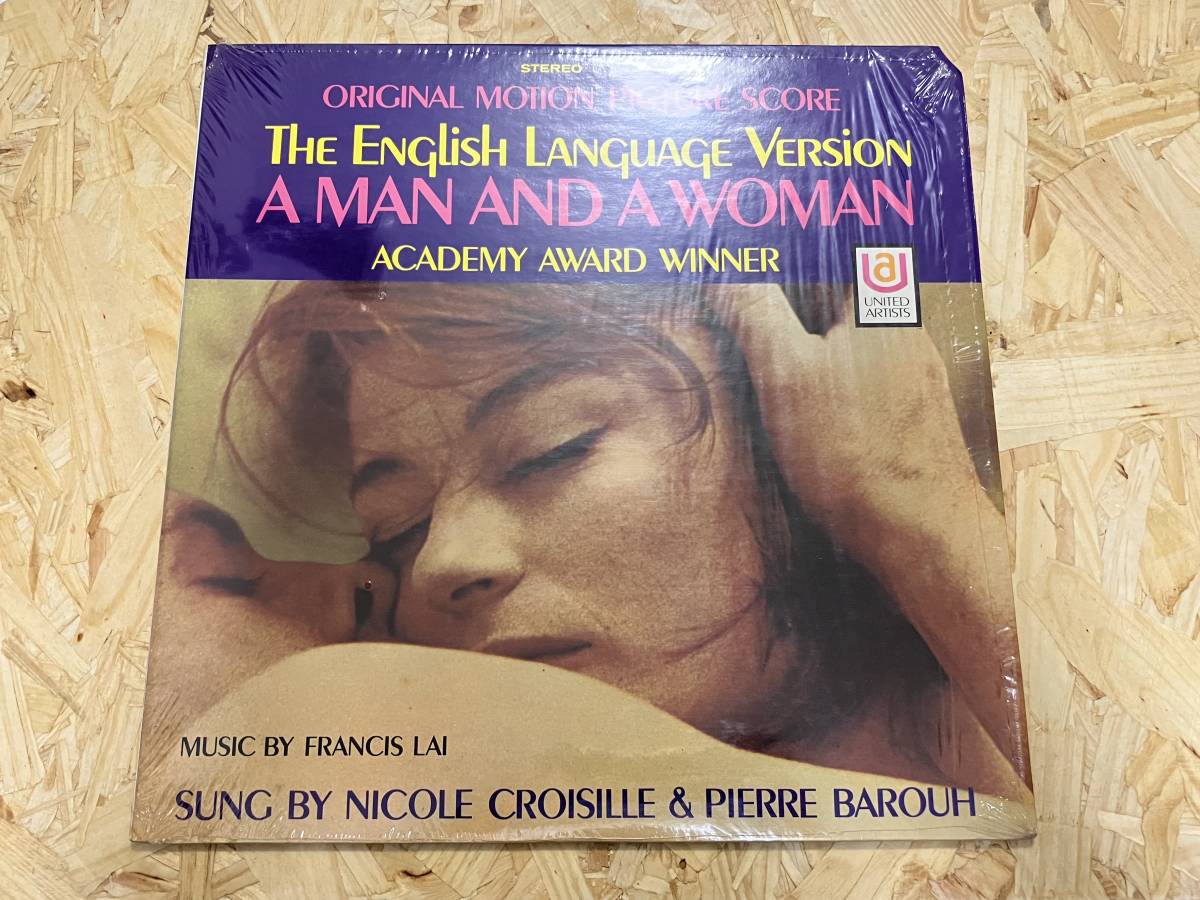 STEREO
ORIGINAL MOTION PICTURE SCORE
The English Language Version
A MAN AND A WOMAN
ACADEMY AWARD WINNER
ua
UNITED
ARTISTS
MUSIC BY FRANCIS LAI
SUNG BY NICOLE CROISILLE & PIERRE BAROUH